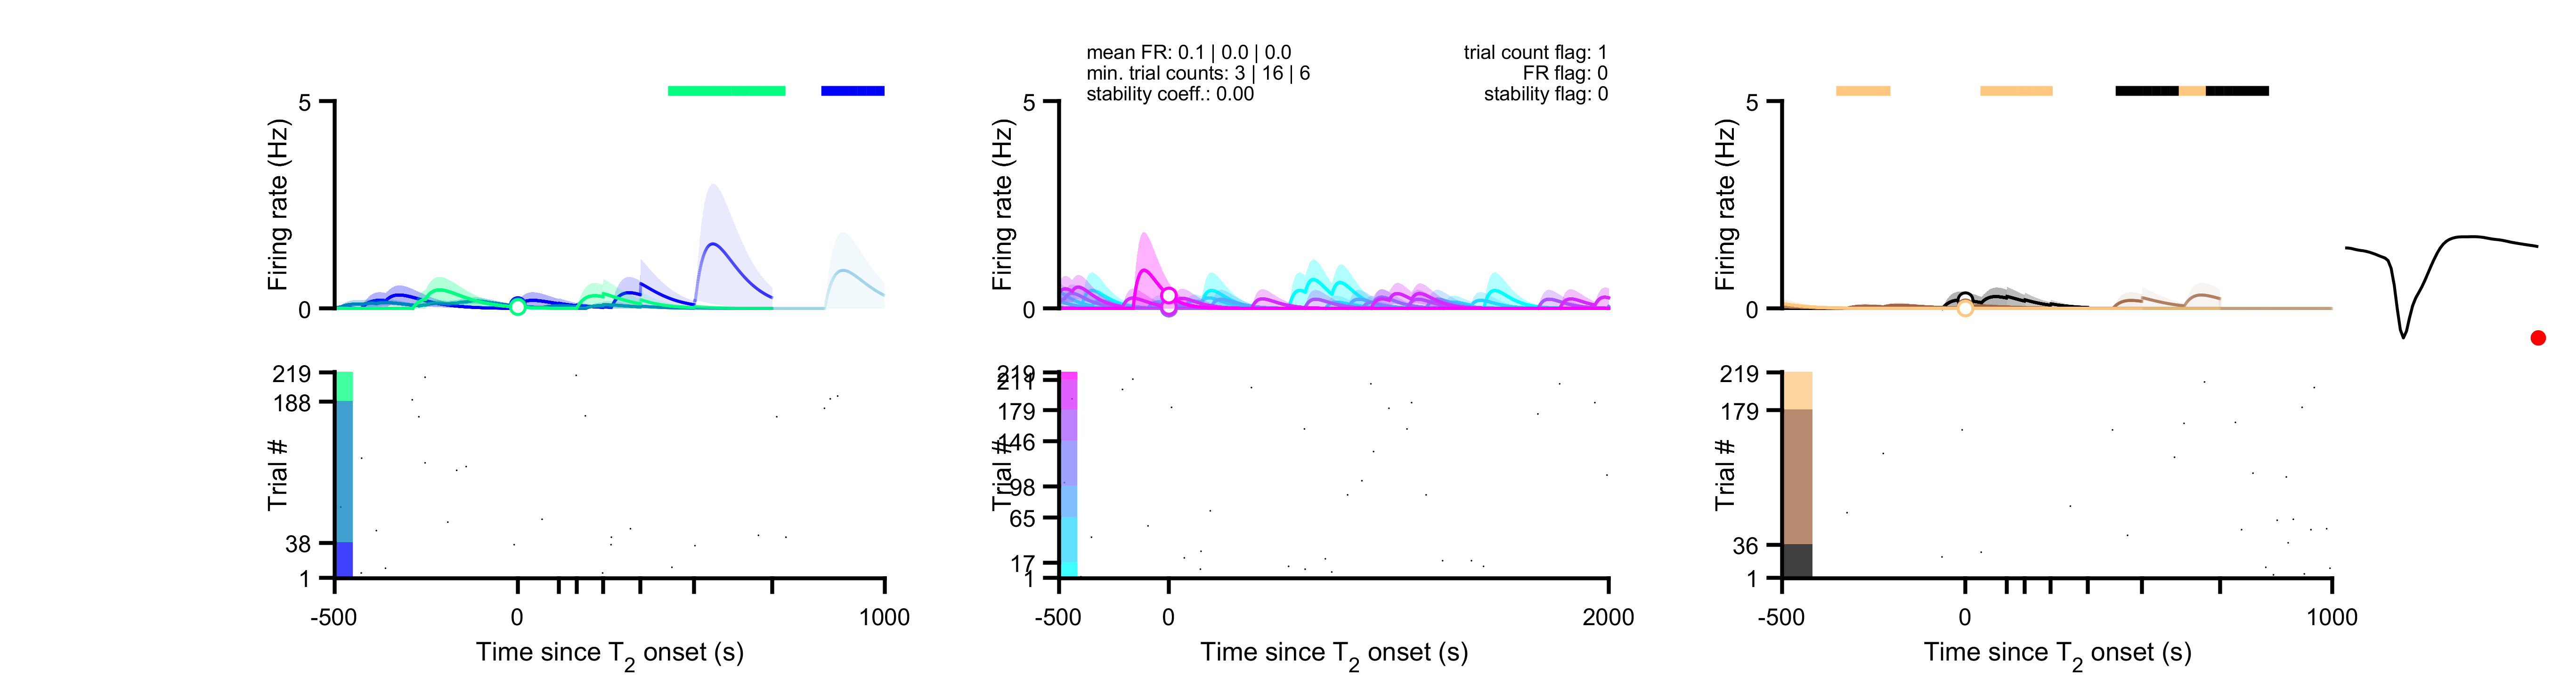 mean FR: 0.1 | 0.0 | 0.0
min. trial counts: 3 | 16 | 6
stability coeff.: 0.00
trial count flag: 1
FR flag: 0
stability flag: 0
5
0
Firing rate (Hz)
219
188
38
1
Trial #
-500
0
1000
Time since T2 onset (s)
5
0
Firing rate (Hz)
219
211
179
146
98
65
17
1
Trial #
-500
0
2000
Time since T2 onset (s)
5
0
Firing rate (Hz)
219
179
36
1
Trial #
-500
0
1000
Time since T2 onset (s)